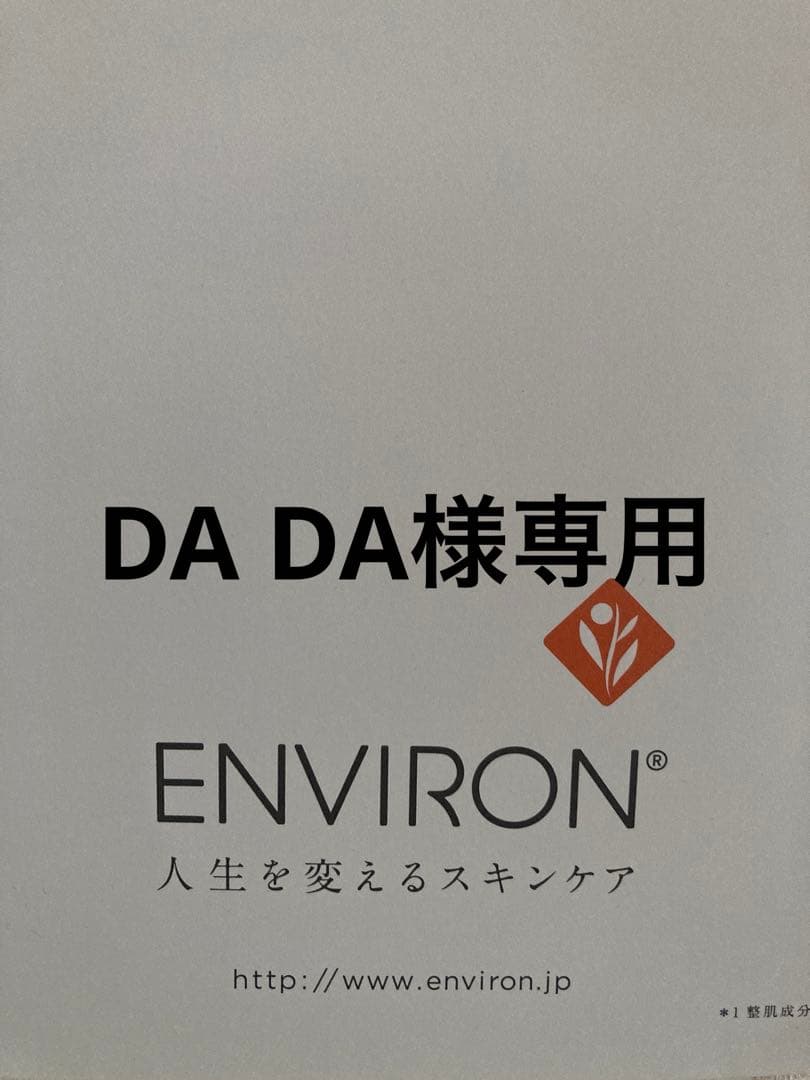 DA DA様専用
ENVIRON®
人生を変えるスキンケア
http://www.environ.jp
*1 整肌成分